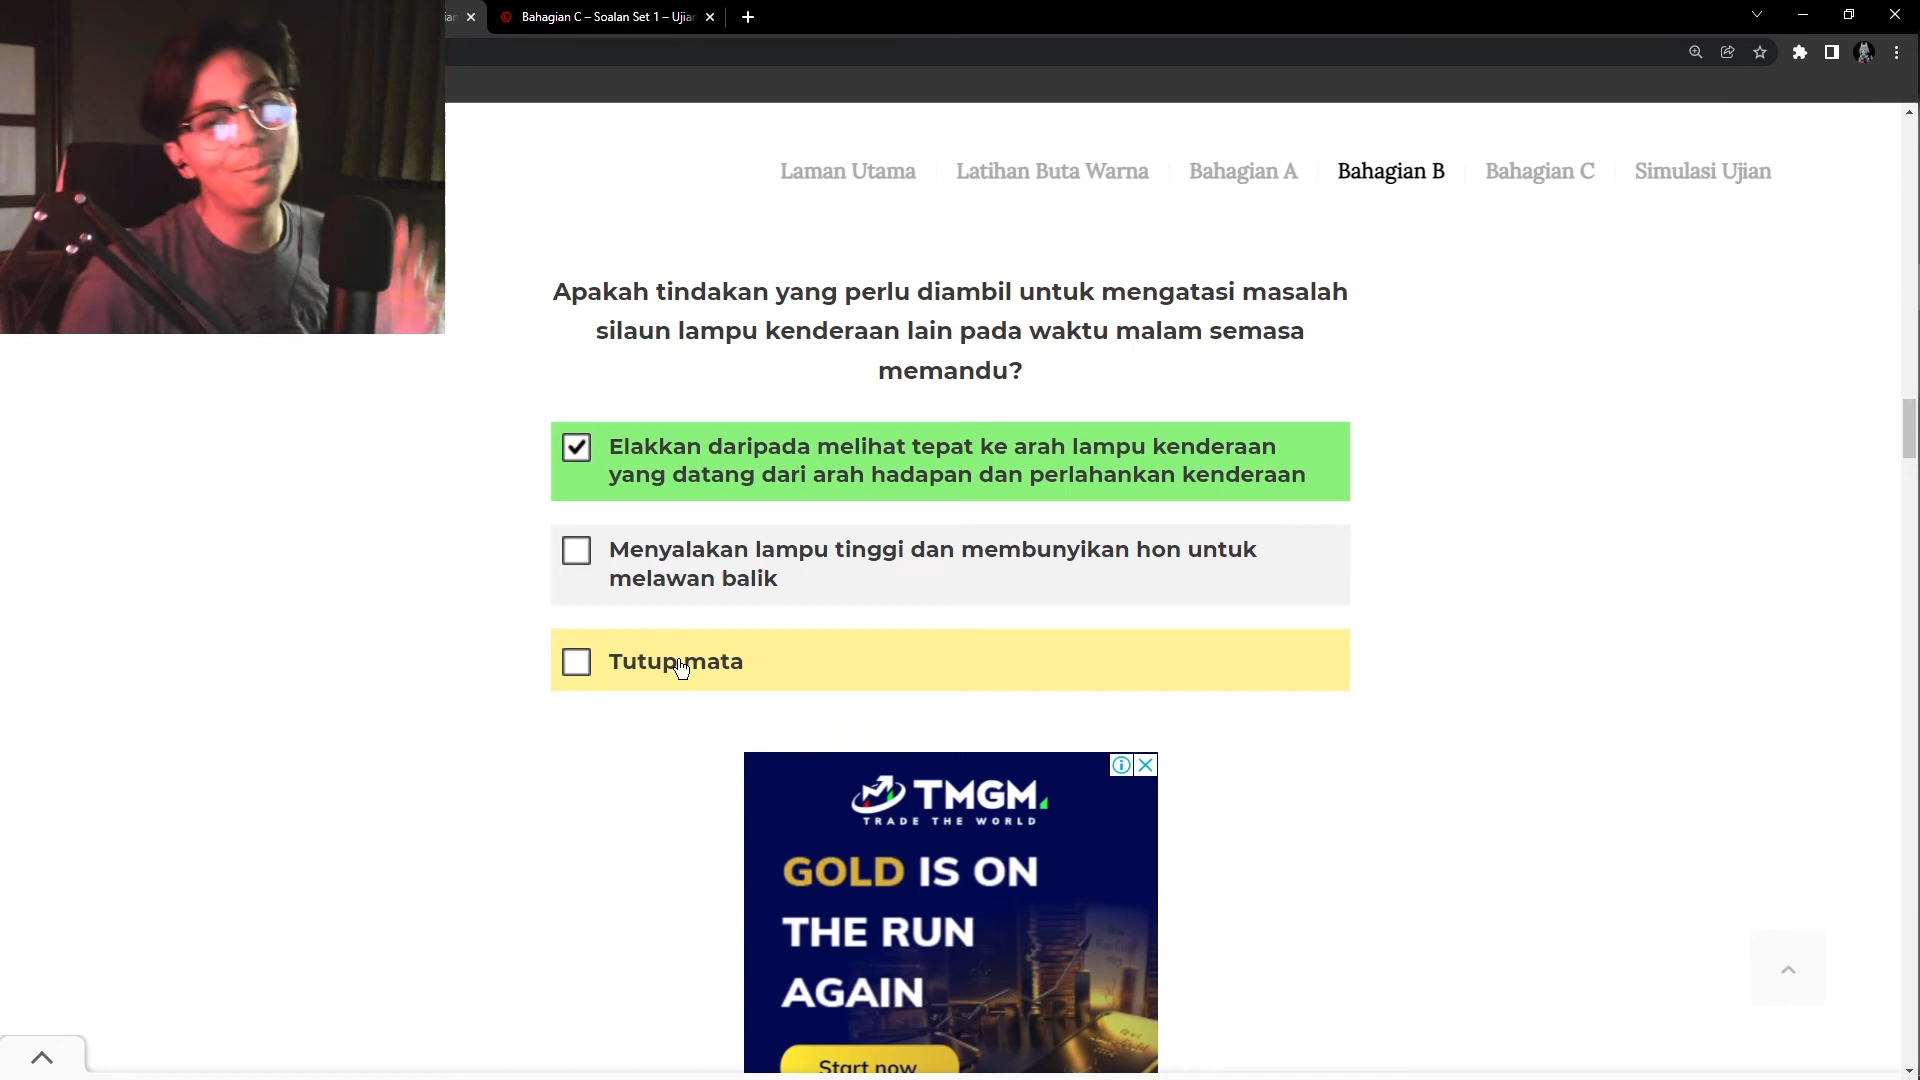 Bahagian C – Soalan Set 1 – Ujian
Laman Utama
Latihan Buta Warna
Bahagian A
Bahagian B
Bahagian C
Simulasi Ujian
Apakah tindakan yang perlu diambil untuk mengatasi masalah
silaun lampu kenderaan lain pada waktu malam semasa
memandu?
Elakkan daripada melihat tepat ke arah lampu kenderaan
yang datang dari arah hadapan dan perlahankan kenderaan
Menyalakan lampu tinggi dan membunyikan hon untuk
melawan balik
Tutup mata
TMGM.
TRADE THE WORLD
GOLD IS ON
THE RUN
AGAIN
Start now